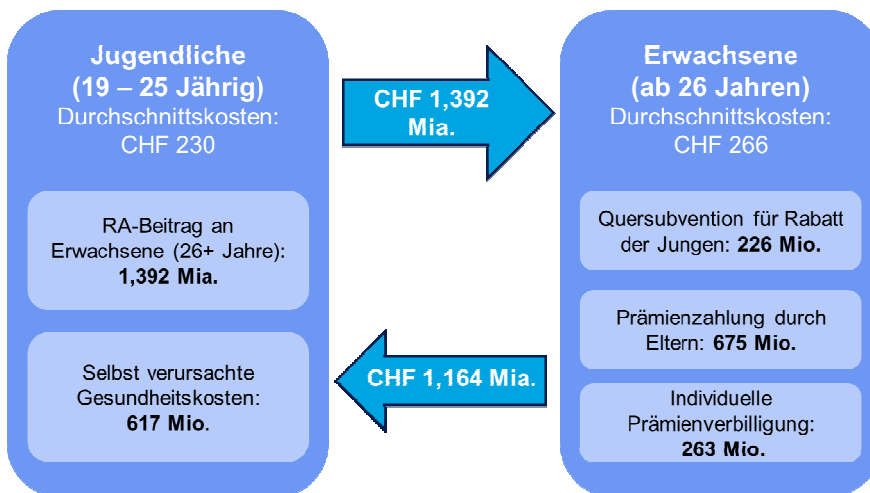 Jugendliche
(19 – 25 Jährig)
Durchschnittskosten:
CHF 230
RA-Beitrag an
Erwachsene (26+ Jahre):
1,392 Mia.
Selbst verursachte
Gesundheitskosten:
617 Mio.
CHF 1,392
Mia.
CHF 1,164 Mia.
Erwachsene
(ab 26 Jahren)
Durchschnittskosten:
CHF 266
Quersubvention für Rabatt
der Jungen: 226 Mio.
Prämienzahlung durch
Eltern: 675 Mio.
Individuelle
Prämienverbilligung:
263 Mio.